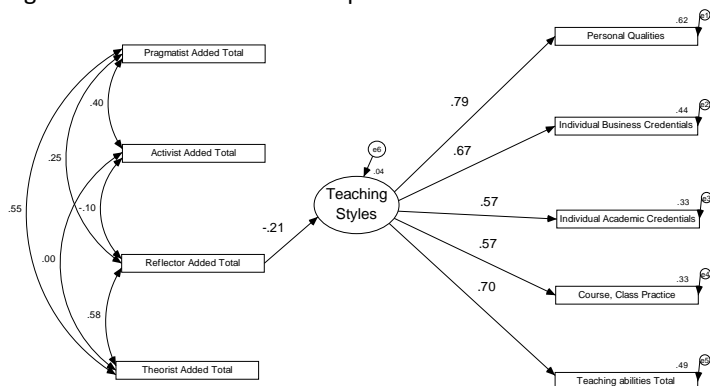 Pragmatist Added Total
Activist Added Total
Reflector Added Total
Theorist Added Total
.40
.25
.55
-.10
.00
.58
-.21
e6
.04
Teaching
Styles
.79
.67
.57
.57
.70
.62
e1
Personal Qualities
.44
e2
Individual Business Credentials
.33
e3
Individual Academic Credentials
.33
e4
Course, Class Practice
.49
e5
Teaching abilities Total